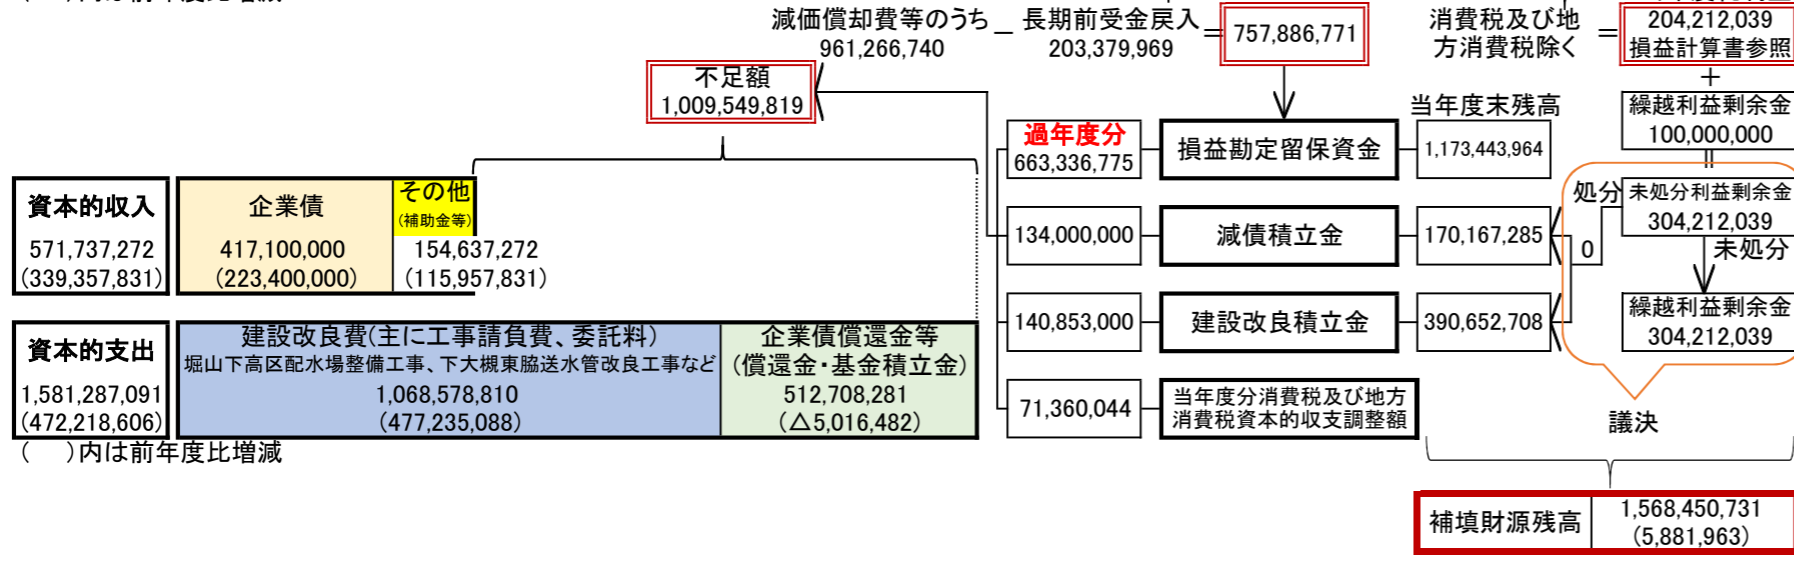 減価償却費等のうち
961,266,740
－
長期前受金戻入
203,379,969
＝
757,886,771
消費税及び地
方消費税除く
＝
204,212,039
損益計算書参照
＋
不足額
1,009,549,819
当年度末残高
繰越利益剰余金
100,000,000
過年度分
663,336,775
損益勘定留保資金
1,173,443,964
資本的収入
571,737,272
(339,357,831)
企業債
417,100,000
(223,400,000)
その他
(補助金等)
154,637,272
(115,957,831)
134,000,000
減債積立金
170,167,285
処分
0
未処分利益剰余金
304,212,039
未処分
繰越利益剰余金
304,212,039
140,853,000
建設改良積立金
390,652,708
資本的支出
1,581,287,091
(472,218,606)
建設改良費(主に工事請負費、委託料)
堀山下高区配水場整備工事、下大槻東脇送水管改良工事など
1,068,578,810
(477,235,088)
企業債償還金等
(償還金・基金積立金)
512,708,281
(△5,016,482)
71,360,044
当年度分消費税及び地方
消費税資本的収支調整額
議決
(　)内は前年度比増減
補填財源残高
1,568,450,731
(5,881,963)